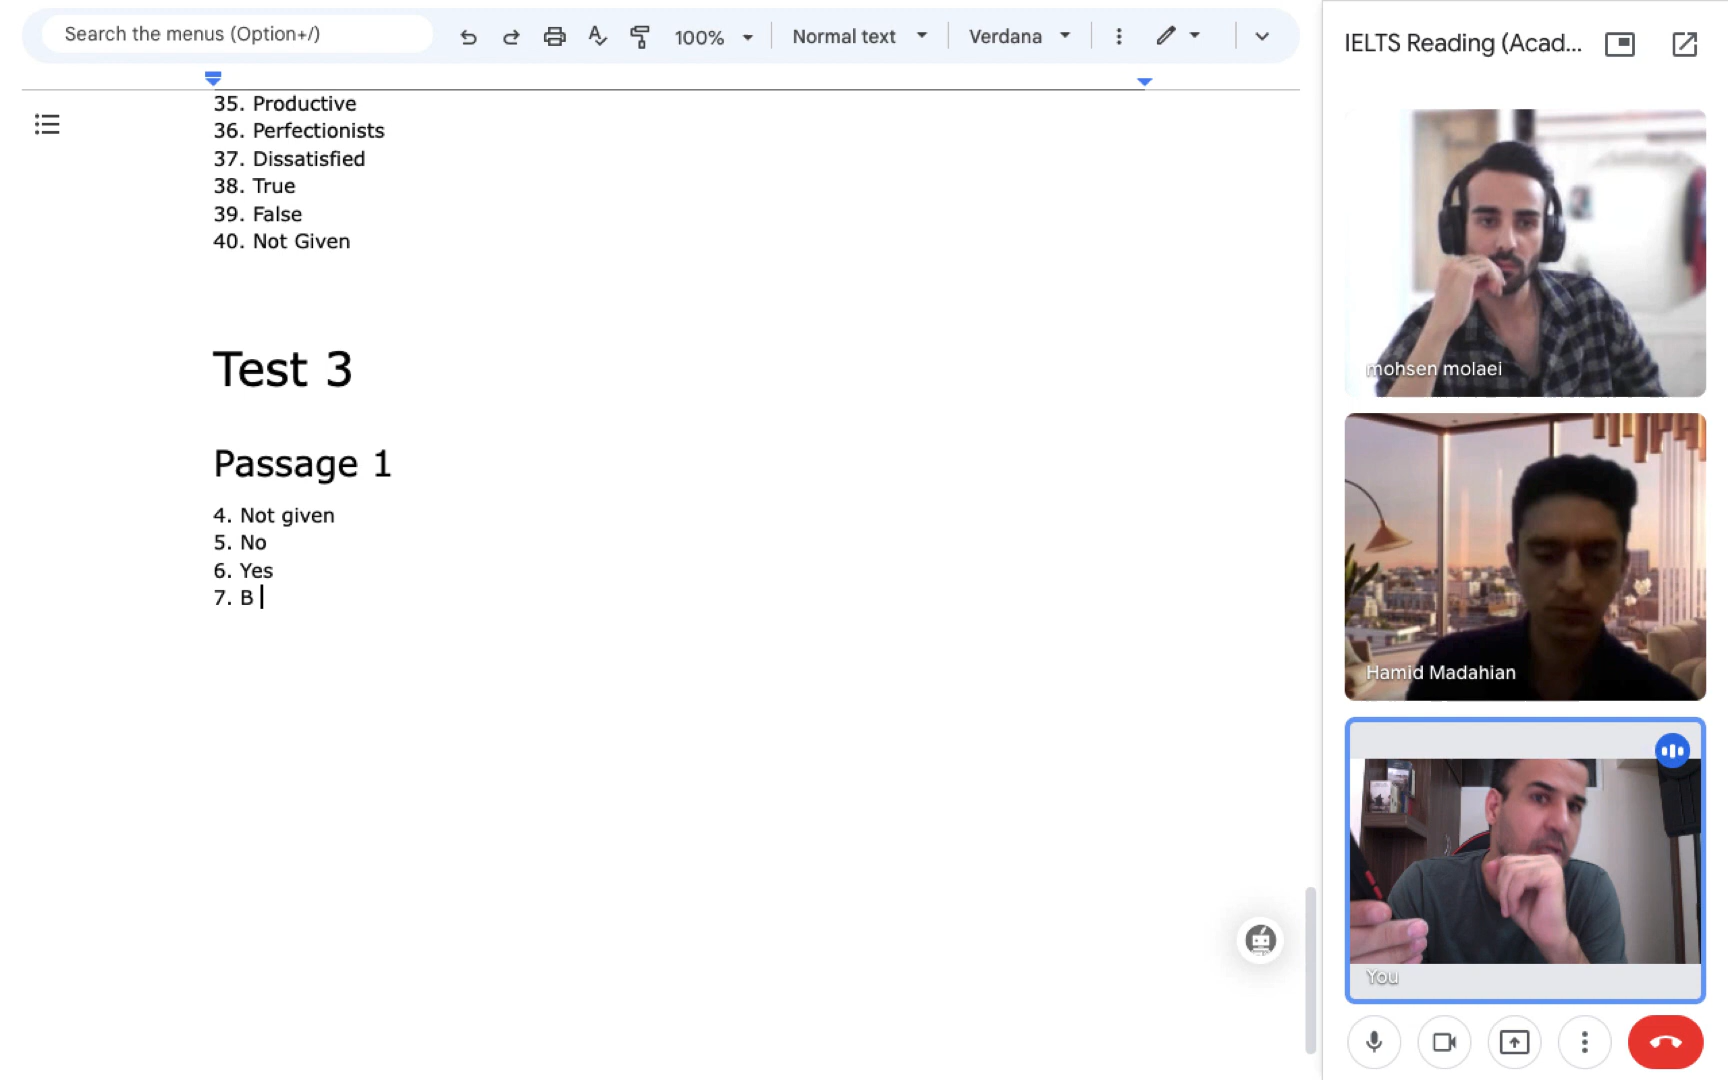 Search the menus (Option+/)
100%
Normal text
Verdana
IELTS Reading (Acad...
35. Productive
36. Perfectionists
37. Dissatisfied
38. True
39. False
40. Not Given
Test 3
Passage 1
4. Not given
5. No
6. Yes
7. B
mohsen molaei
Hamid Madahian
You